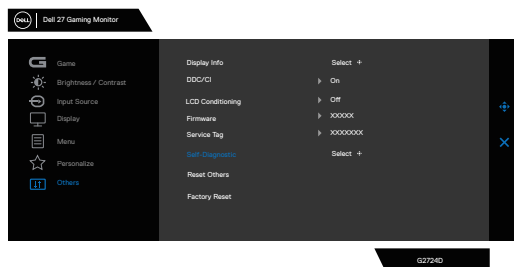 DELL Dell 27 Gaming Monitor
Game
Brightness / Contrast
Input Source
Display
Menu
Personalize
Others
Display Info Select +
DDC/CI On
LCD Conditioning Off
Firmware XXXXX
Service Tag XXXXXXX
Self-Diagnostic Select +
Reset Others
Factory Reset
G2724D